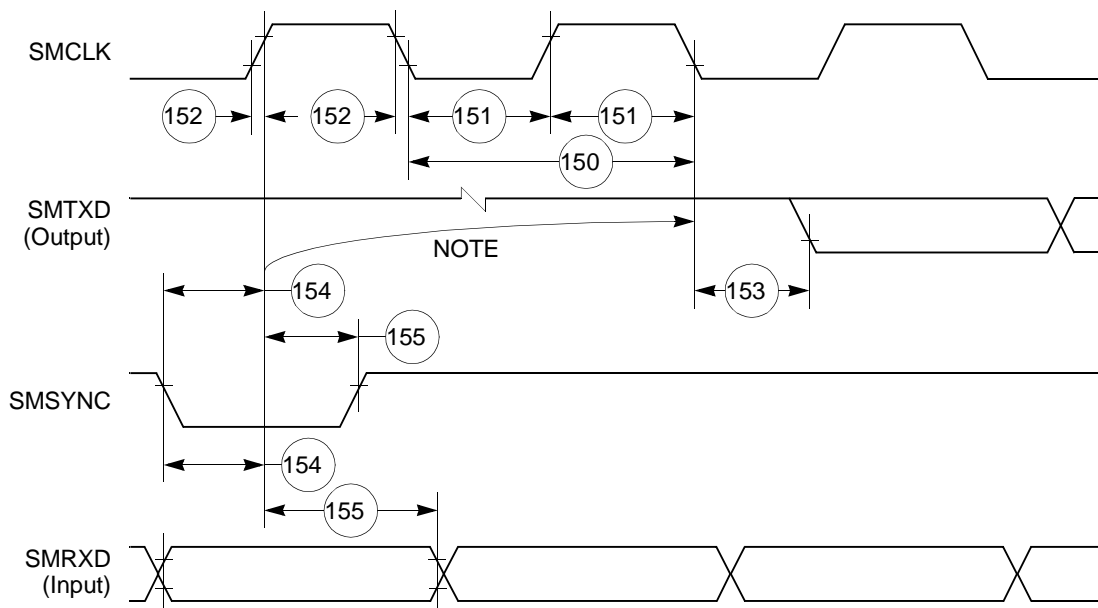 SMCLK
152
152
151
151
150
SMTXD
(Output)
NOTE
154
153
155
SMSYNC
154
155
SMRXD
(Input)